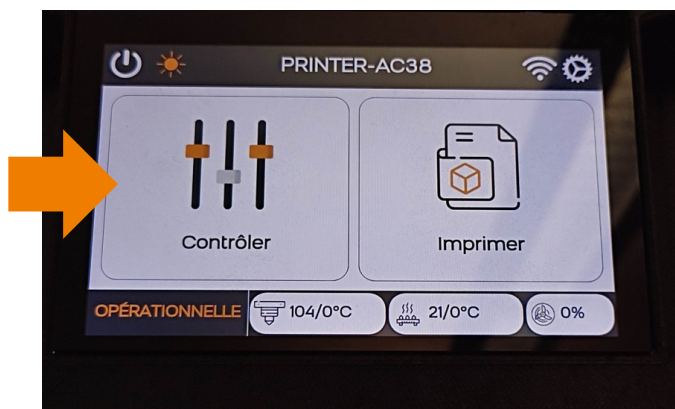 PRINTER-AC38
Contrôler
Imprimer
OPÉRATIONNELLE
104/0°C
21/0°C
0%